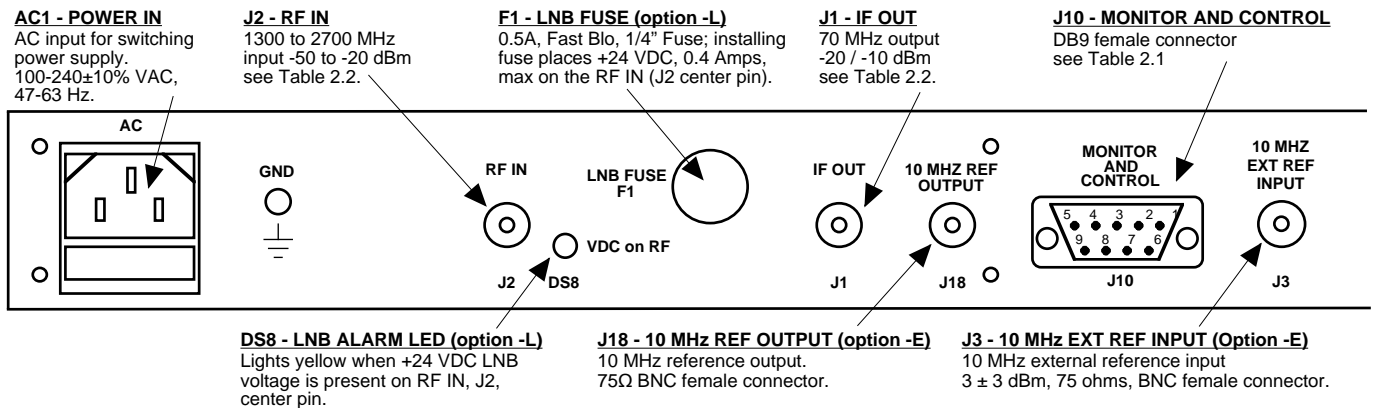 AC1 - POWER IN
AC input for switching
power supply.
100-240±10% VAC,
47-63 Hz.
J2 - RF IN
1300 to 2700 MHz
input -50 to -20 dBm
see Table 2.2.
F1 - LNB FUSE (option -L)
0.5A, Fast Blo, 1/4” Fuse; installing
fuse places +24 VDC, 0.4 Amps,
max on the RF IN (J2 center pin).
J1 - IF OUT
70 MHz output
-20 / -10 dBm
see Table 2.2.
J10 - MONITOR AND CONTROL
DB9 female connector
see Table 2.1
AC
GND
RF IN
J2
DS8
VDC on RF
LNB FUSE
F1
IF OUT
J1
10 MHZ REF
OUTPUT
J18
MONITOR
AND
CONTROL
5 4 3 2 1
9 8 7 6
J10
10 MHZ
EXT REF
INPUT
J3
DS8 - LNB ALARM LED (option -L)
Lights yellow when +24 VDC LNB
voltage is present on RF IN, J2,
center pin.
J18 - 10 MHz REF OUTPUT (option -E)
10 MHz reference output.
75Ω BNC female connector.
J3 - 10 MHz EXT REF INPUT (Option -E)
10 MHz external reference input
3 ± 3 dBm, 75 ohms, BNC female connector.